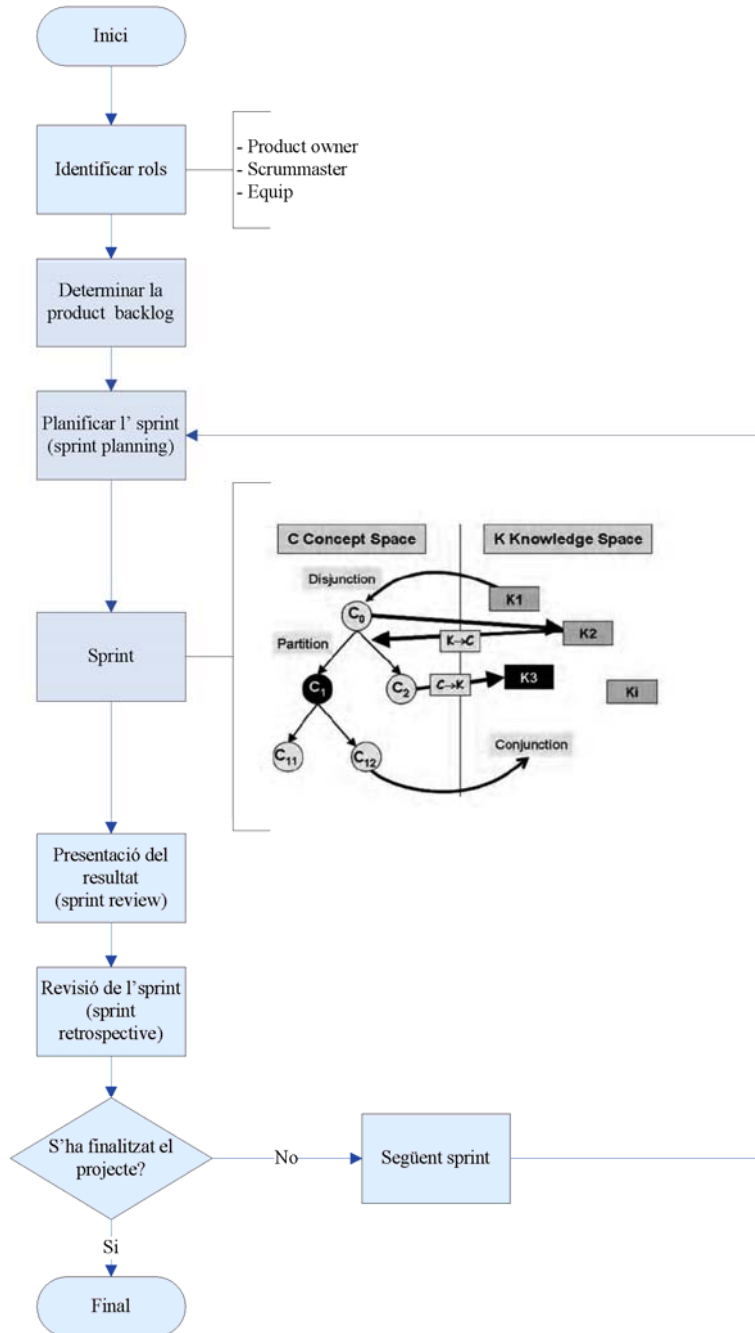 Inici
Identificar rols
- Product owner
- Scrummaster
- Equip
Determinar la
product backlog
Planificar l' sprint
(sprint planning)
Sprint
C Concept Space
K Knowledge Space
Disjunction
K1
C0
K2
Partition
K→C
C1
C2
C→K
K3
Ki
C11
C12
Conjunction
Presentació del
resultat
(sprint review)
Revisió de l'sprint
(sprint
retrospective)
S'ha finalitzat el
projecte?
No
Següent sprint
Si
Final